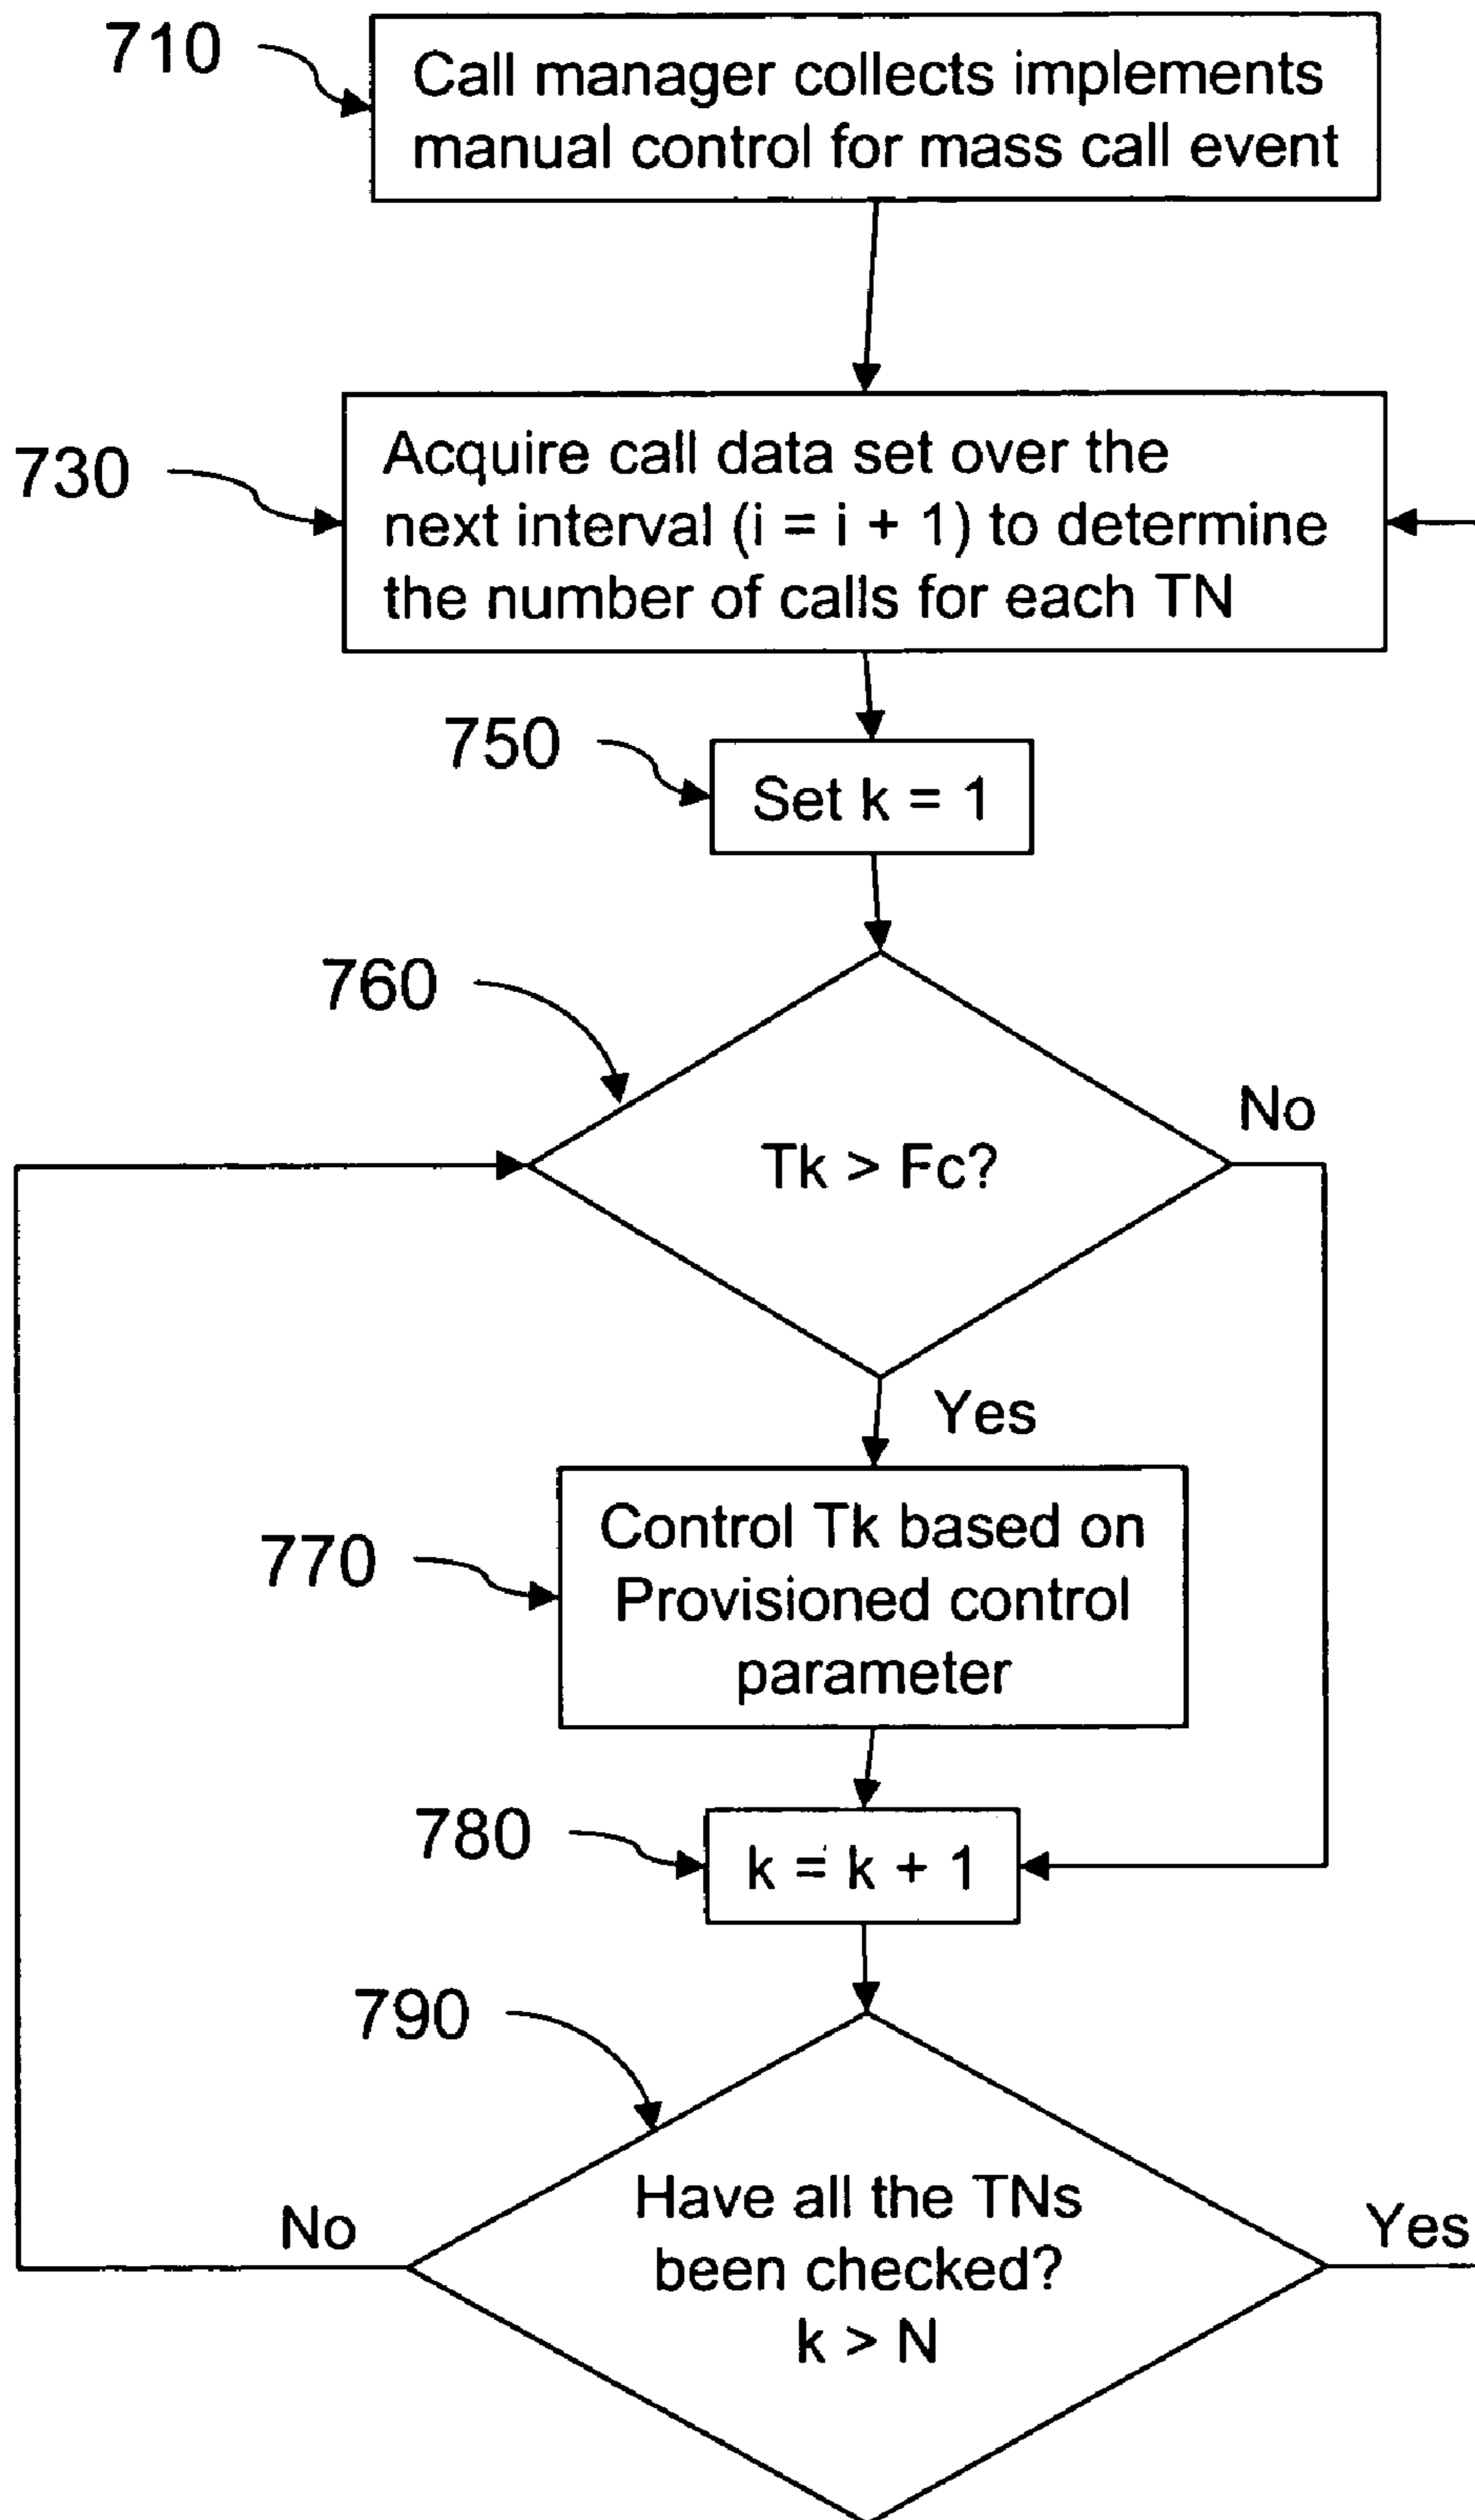 710
Call manager collects implements
manual control for mass call event
730
Acquire call data set over the
next interval (i = i + 1) to determine
the number of calls for each TN
750
Set k = 1
760
No
Tk > Fc?
Yes
770
Control Tk based on
Provisioned control
parameter
780
k = k + 1
790
Have all the TNs
been checked?
k > N
No
Yes